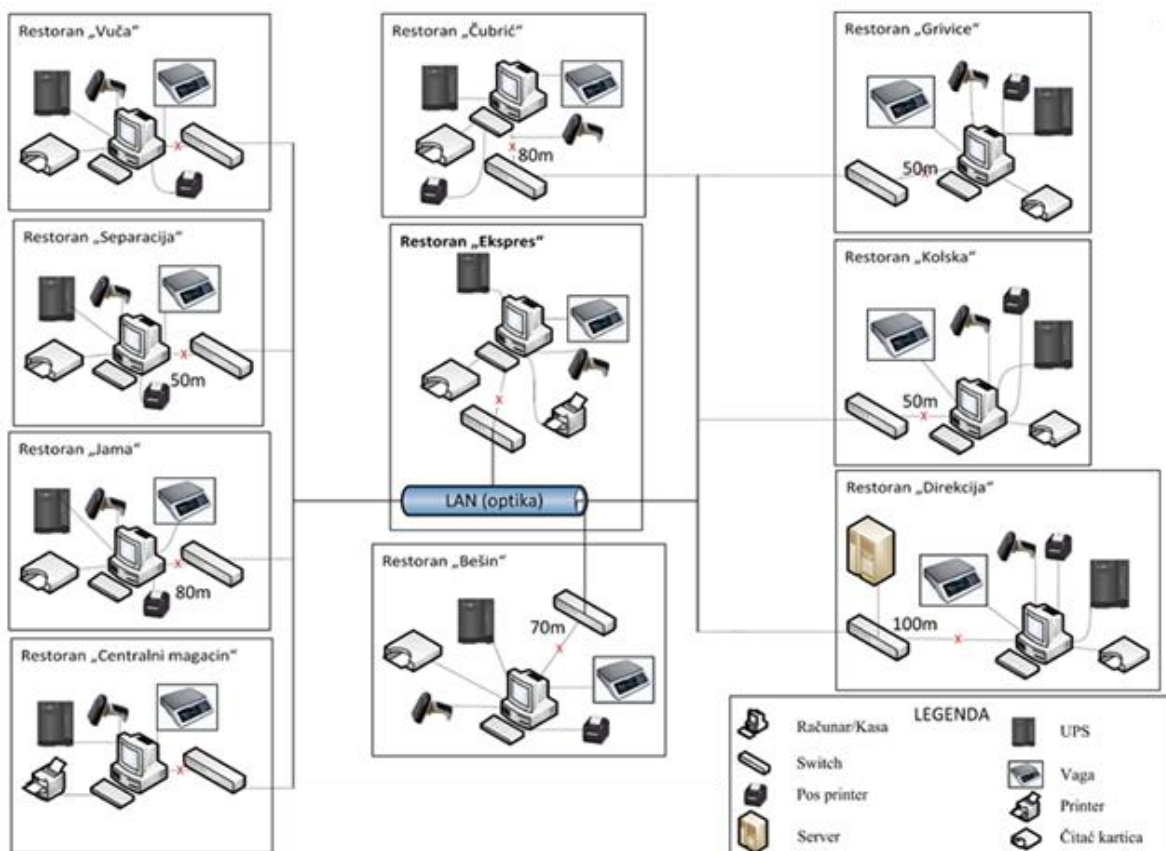 Restoran „Vuča“
Restoran „Čubrić“
80m
Restoran „Grivice“
50m
Restoran „Separacija“
50m
Restoran „Ekspres“
LAN (optika)
Restoran „Kolska“
50m
Restoran „Jama“
80m
Restoran „Bešin“
70m
Restoran „Direkcija“
100m
Restoran „Centralni magacin“
LEGENDA
Računar/Kasa
Switch
Pos printer
Server
UPS
Vaga
Printer
Čitač kartica